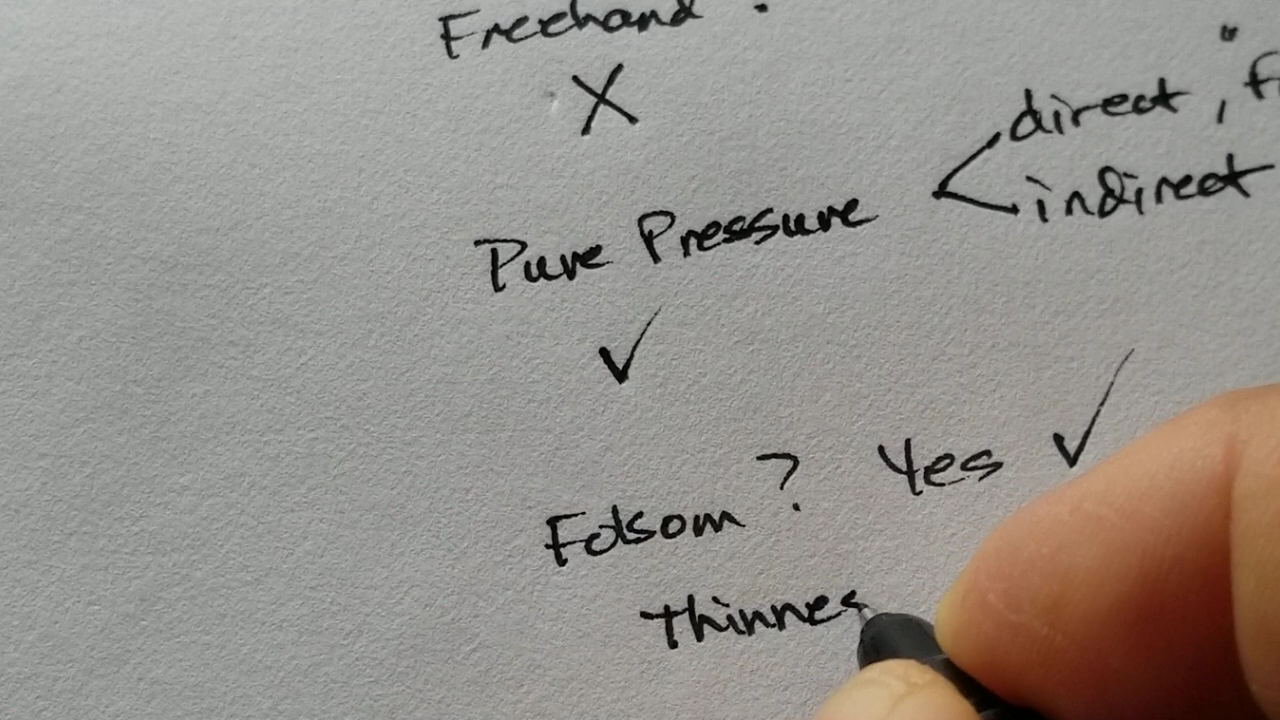 Freehand.
X
direct, "f
Pure Pressure < indirect
✓
Folsom? Yes ✓
Thinnes